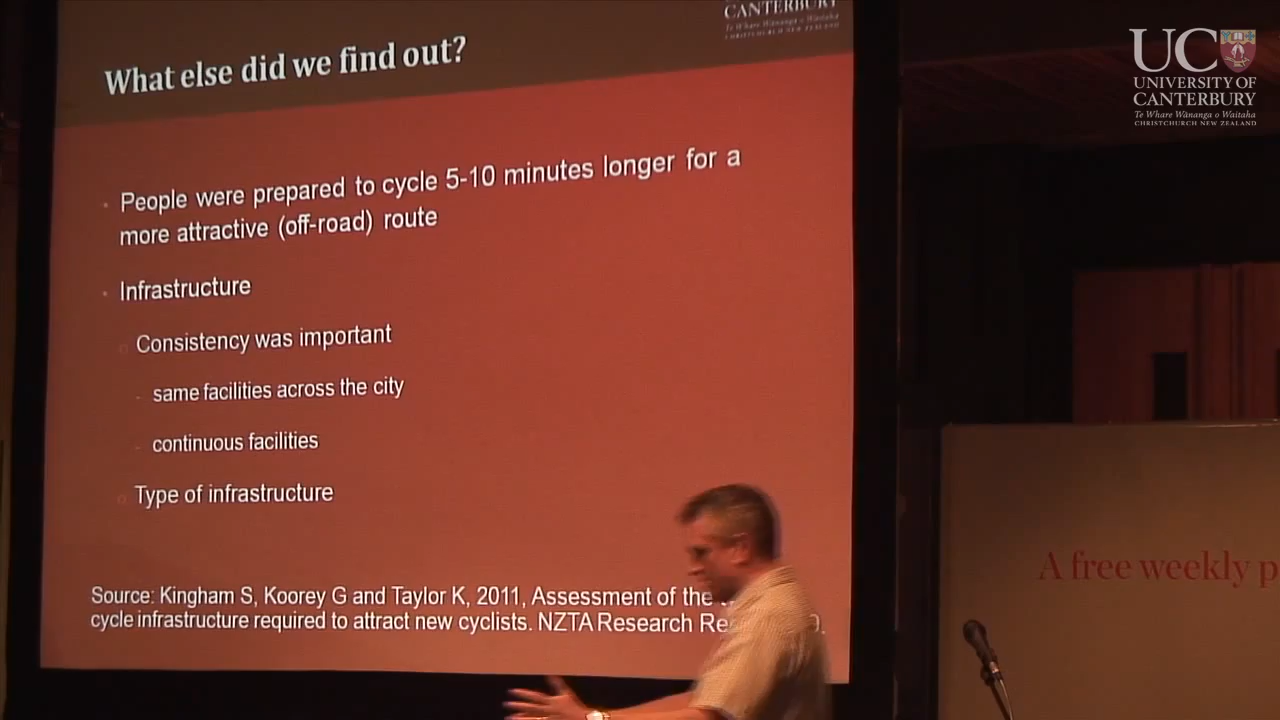 CANTERBURY
Te Whare Wānanga o Waitaha
CHRISTCHURCH NEW ZEALAND
What else did we find out?
People were prepared to cycle 5-10 minutes longer for a
more attractive (off-road) route
Infrastructure
Consistency was important
same facilities across the city
continuous facilities
Type of infrastructure
Source: Kingham S, Koorey G and Taylor K, 2011, Assessment of the
cycle infrastructure required to attract new cyclists. NZTA Research
UC
UNIVERSITY OF
CANTERBURY
Te Whare Wānanga o Waitaha
CHRISTCHURCH NEW ZEALAND
A free weekly